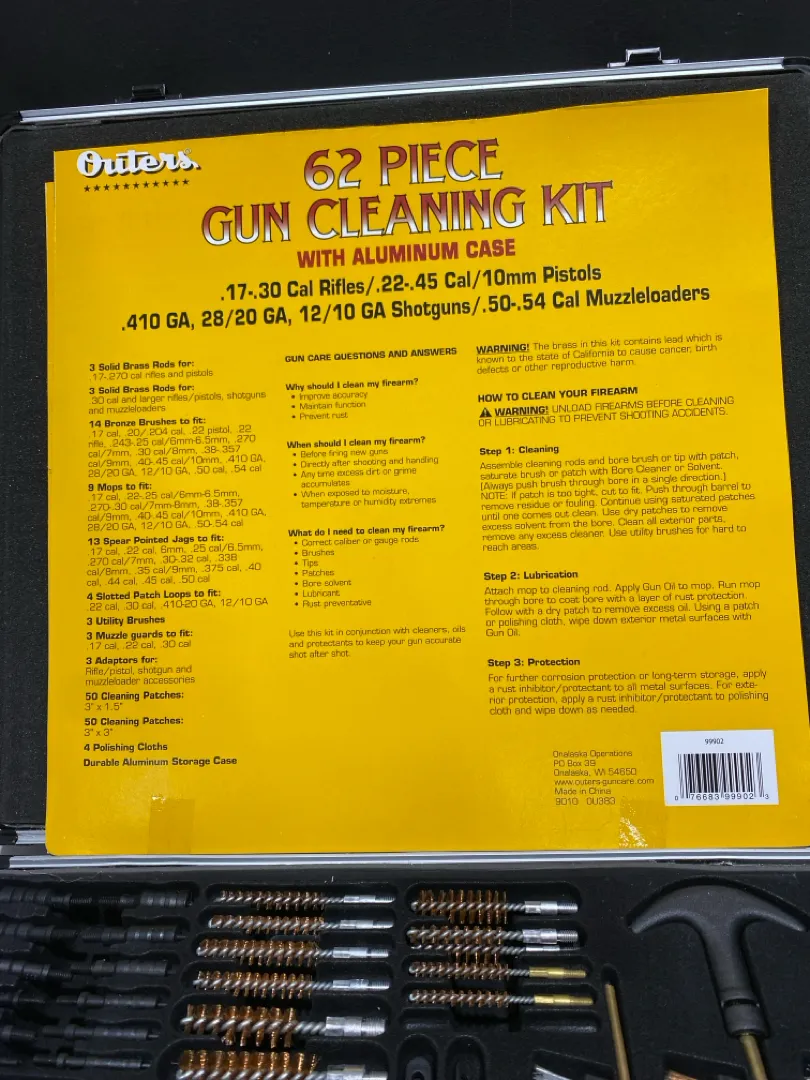 Outers®
62 PIECE
GUN CLEANING KIT
WITH ALUMINUM CASE
.17-.30 Cal Rifles/.22-.45 Cal/10mm Pistols
.410 GA, 28/20 GA, 12/10 GA Shotguns/.50-.54 Cal Muzzleloaders
3 Solid Brass Rods for:
.17-.270 cal rifles and pistols
3 Solid Brass Rods for:
.30 cal and larger rifles/pistols, shotguns
and muzzleloaders
14 Bronze Brushes to fit:
.17 cal, .20/.204 cal, .22 pistol, .22
rifle, .243-.25 cal/6mm-6.5mm, .270
cal/7mm, .30 cal/8mm, .38-.357
cal/9mm, .40-.45 cal/10mm, .410 GA,
28/20 GA, 12/10 GA, .50 cal, .54 cal
9 Mops to fit:
.17 cal, .22-.25 cal/6mm-6.5mm,
.270-.30 cal/7mm-8mm, .38-.357
cal/9mm, .40-.45 cal/10mm, .410 GA,
28/20 GA, 12/10 GA, .50-.54 cal
13 Spear Pointed Jags to fit:
.17 cal, .22 cal, 6mm, .25 cal/6.5mm,
.270 cal/7mm, .30-.32 cal, .338
cal/8mm, .35 cal/9mm, .375 cal, .40
cal, .44 cal, .45 cal, .50 cal
4 Slotted Patch Loops to fit:
.22 cal, .30 cal, .410-20 GA, 12/10 GA
3 Utility Brushes
3 Muzzle guards to fit:
.17 cal, .22 cal, .30 cal
3 Adaptors for:
Rifle/pistol, shotgun and
muzzleloader accessories
50 Cleaning Patches:
3" x 1.5"
50 Cleaning Patches:
3" x 3"
4 Polishing Cloths
Durable Aluminum Storage Case
GUN CARE QUESTIONS AND ANSWERS
Why should I clean my firearm?
• Improve accuracy
• Maintain function
• Prevent rust
When should I clean my firearm?
• Before firing new guns
• Directly after shooting and handling
• Any time excess dirt or grime
accumulates
• When exposed to moisture,
temperature or humidity extremes
What do I need to clean my firearm?
• Correct caliber or gauge rods
• Brushes
• Tips
• Patches
• Bore solvent
• Lubricant
• Rust preventative
Use this kit in conjunction with cleaners, oils
and protectants to keep your gun accurate
shot after shot.
WARNING! The brass in this kit contains lead which is
known to the state of California to cause cancer, birth
defects or other reproductive harm.
HOW TO CLEAN YOUR FIREARM
WARNING! UNLOAD FIREARMS BEFORE CLEANING
OR LUBRICATING TO PREVENT SHOOTING ACCIDENTS.
Step 1: Cleaning
Assemble cleaning rods and bore brush or tip with patch,
saturate brush or patch with Bore Cleaner or Solvent.
(Always push brush through bore in a single direction.)
NOTE: If patch is too tight, cut to fit. Push through barrel to
remove residue or fouling. Continue using saturated patches
until one comes out clean. Use dry patches to remove
excess solvent from the bore. Clean all exterior parts,
remove any excess cleaner. Use utility brushes for hard to
reach areas.
Step 2: Lubrication
Attach mop to cleaning rod. Apply Gun Oil to mop. Run mop
through bore to coat bore with a layer of rust protection.
Follow with a dry patch to remove excess oil. Using a patch
or polishing cloth, wipe down exterior metal surfaces with
Gun Oil.
Step 3: Protection
For further corrosion protection or long-term storage, apply
a rust inhibitor/protectant to all metal surfaces. For exte-
rior protection, apply a rust inhibitor/protectant to polishing
cloth and wipe down as needed.
Onalaska Operations
PO Box 39
Onalaska, WI 54650
www.outers-guncare.com
Made in China
9010 OU383
99902
0 76683 99902 3